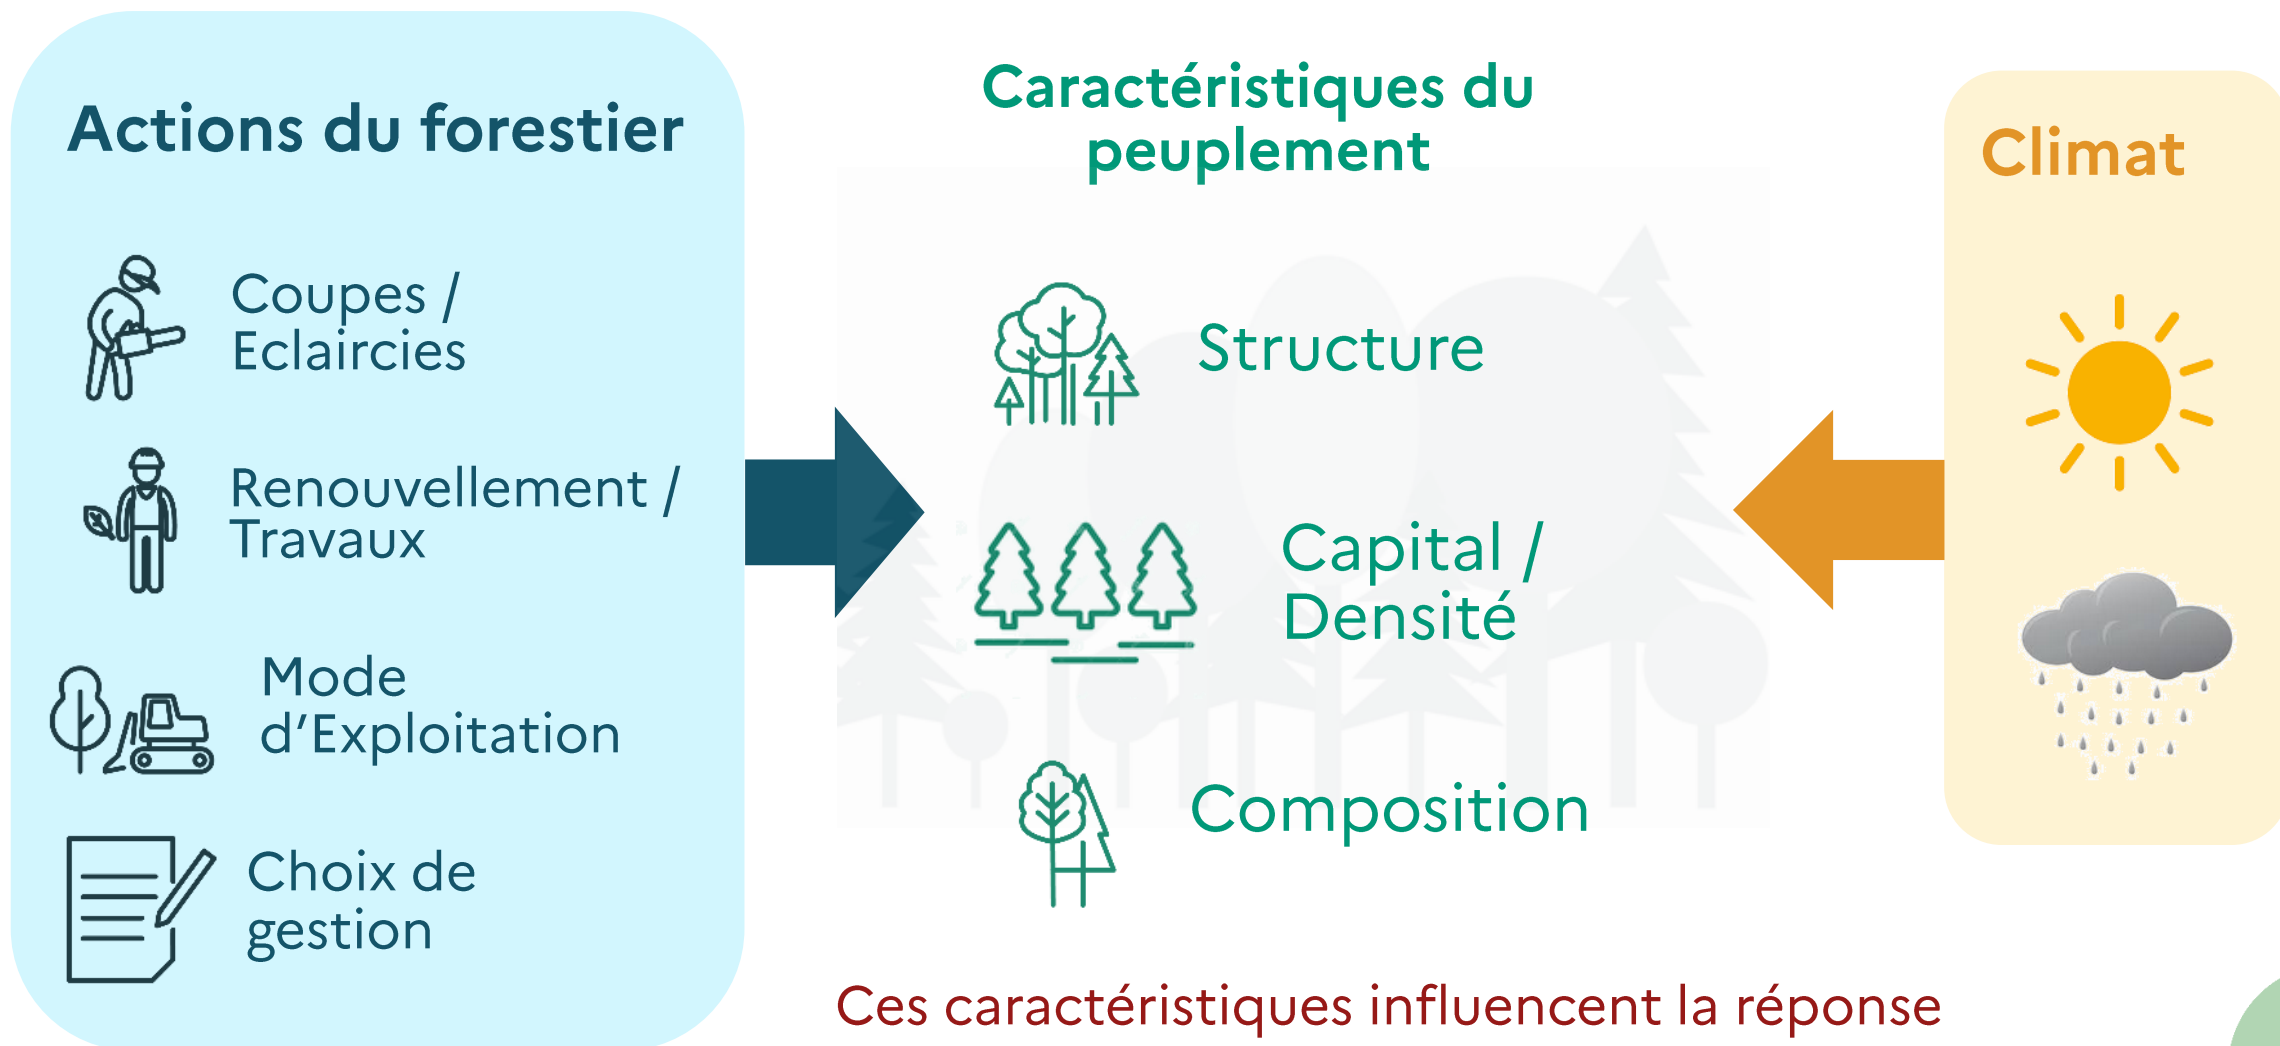 Actions du forestier
Coupes /
Eclaircies
Renouvellement /
Travaux
Mode
d’Exploitation
Choix de
gestion
Caractéristiques du
peuplement
Structure
Capital /
Densité
Composition
Ces caractéristiques influencent la réponse
Climat